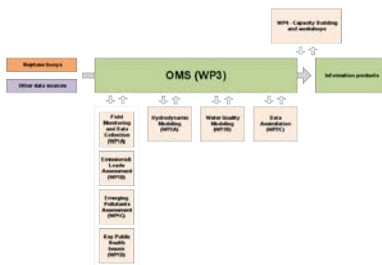 WP4 - Capacity Building
and workshops
Neptune buoys
Other data sources
OMS (WP3)
Information products
Field
Monitoring
and Data
Collection
(WP1A)
Emissions&
Loads
Assessment
(WP1B)
Emerging
Pollutants
Assessment
(WP1C)
Key Public
Health
Issues
(WP1D)
Hydrodynamic
Modeling
(WP2A)
Water Quality
Modeling
(WP2B)
Data
Assimilation
(WP2C)